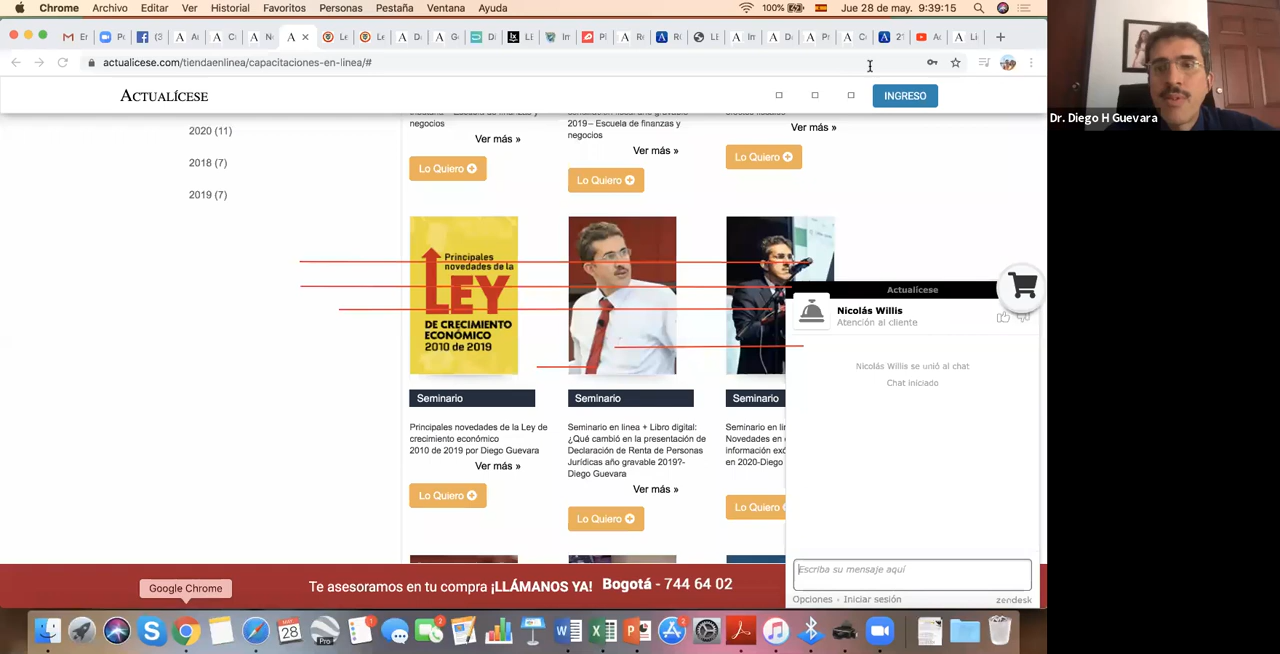 Chrome Archivo Editar Ver Historial Favoritos Personas Pestaña Ventana Ayuda 100% Jue 28 de may. 9:39:15
actualicese.com/tiendaenlinea/capacitaciones-en-linea/#
Dr. Diego H Guevara
ACTUALÍCESE
INGRESO
2020 (11)
2018 (7)
2019 (7)
negocios
Ver más »
Lo Quiero
2019– Escuela de finanzas y
negocios
Ver más »
Lo Quiero
Ver más »
Lo Quiero
Principales
novedades de la
LEY
DE CRECIMIENTO
ECONÓMICO
2010 de 2019
Seminario
Principales novedades de la Ley de
crecimiento económico
2010 de 2019 por Diego Guevara
Ver más »
Lo Quiero
Seminario
Seminario en linea + Libro digital:
¿Qué cambió en la presentación de
Declaración de Renta de Personas
Jurídicas año gravable 2019?-
Diego Guevara
Ver más »
Lo Quiero
Seminario
Seminario en lin
Novedades en
información exó
en 2020-Diego
Lo Quiero
Actualícese
Nicolás Willis
Atención al cliente
Nicolás Willis se unió al chat
Chat iniciado
Escriba su mensaje aquí
Opciones Iniciar sesión zendesk
Te asesoramos en tu compra ¡LLÁMANOS YA! Bogotá - 744 64 02
Google Chrome